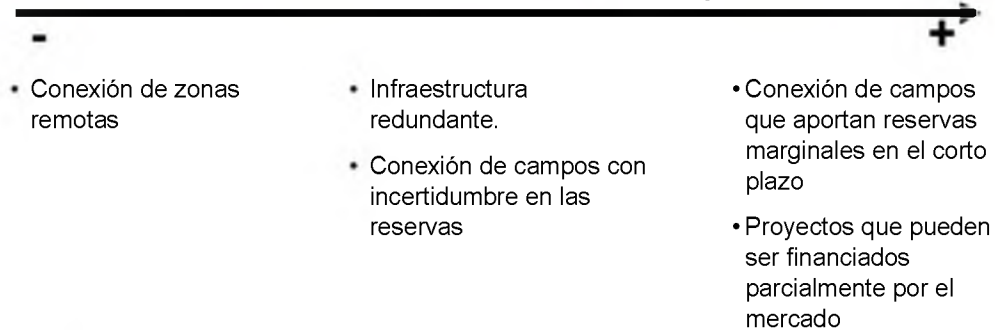 -
+
• Conexión de zonas
remotas
• Infraestructura
redundante.
• Conexión de campos con
incertidumbre en las
reservas
• Conexión de campos
que aportan reservas
marginales en el corto
plazo
• Proyectos que pueden
ser financiados
parcialmente por el
mercado